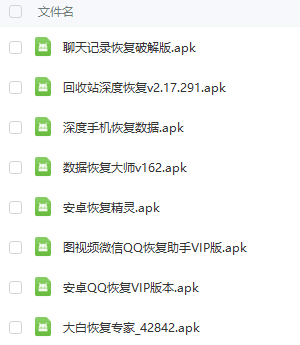 文件名
聊天记录恢复破解版.apk
回收站深度恢复v2.17.291.apk
深度手机恢复数据.apk
数据恢复大师v162.apk
安卓恢复精灵.apk
图视频微信QQ恢复助手VIP版.apk
安卓QQ恢复VIP版本.apk
大白恢复专家_42842.apk